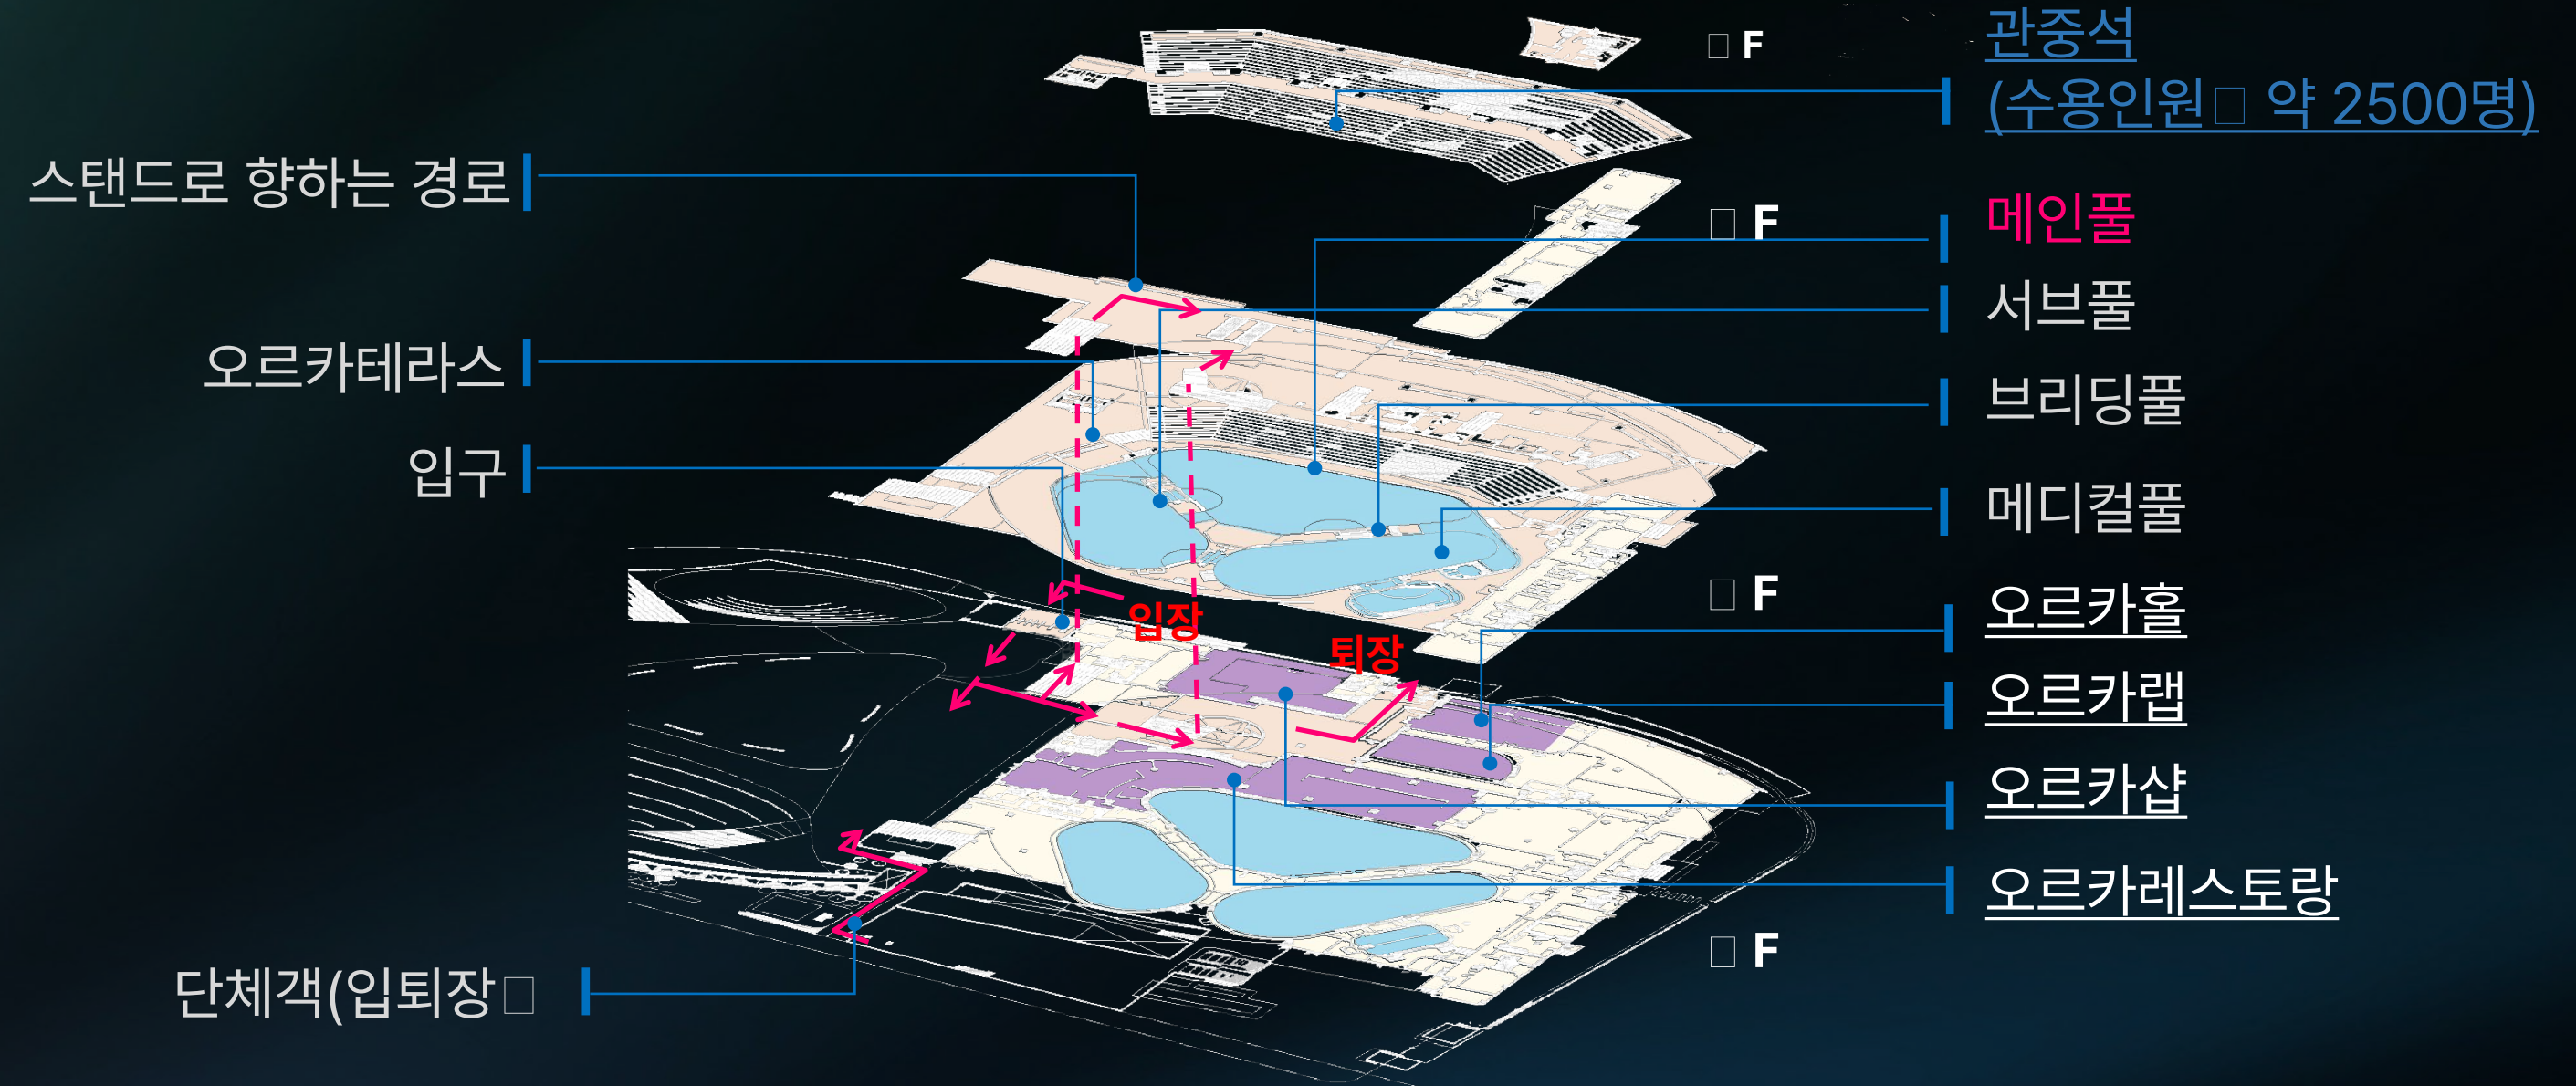 스탠드로 향하는 경로
오르카테라스
입구
단체객(입퇴장□
□ F
□ F
□ F
□ F
입장
퇴장
관중석
(수용인원□ 약 2500명)
메인풀
서브풀
브리딩풀
메디컬풀
오르카홀
오르카랩
오르카샵
오르카레스토랑